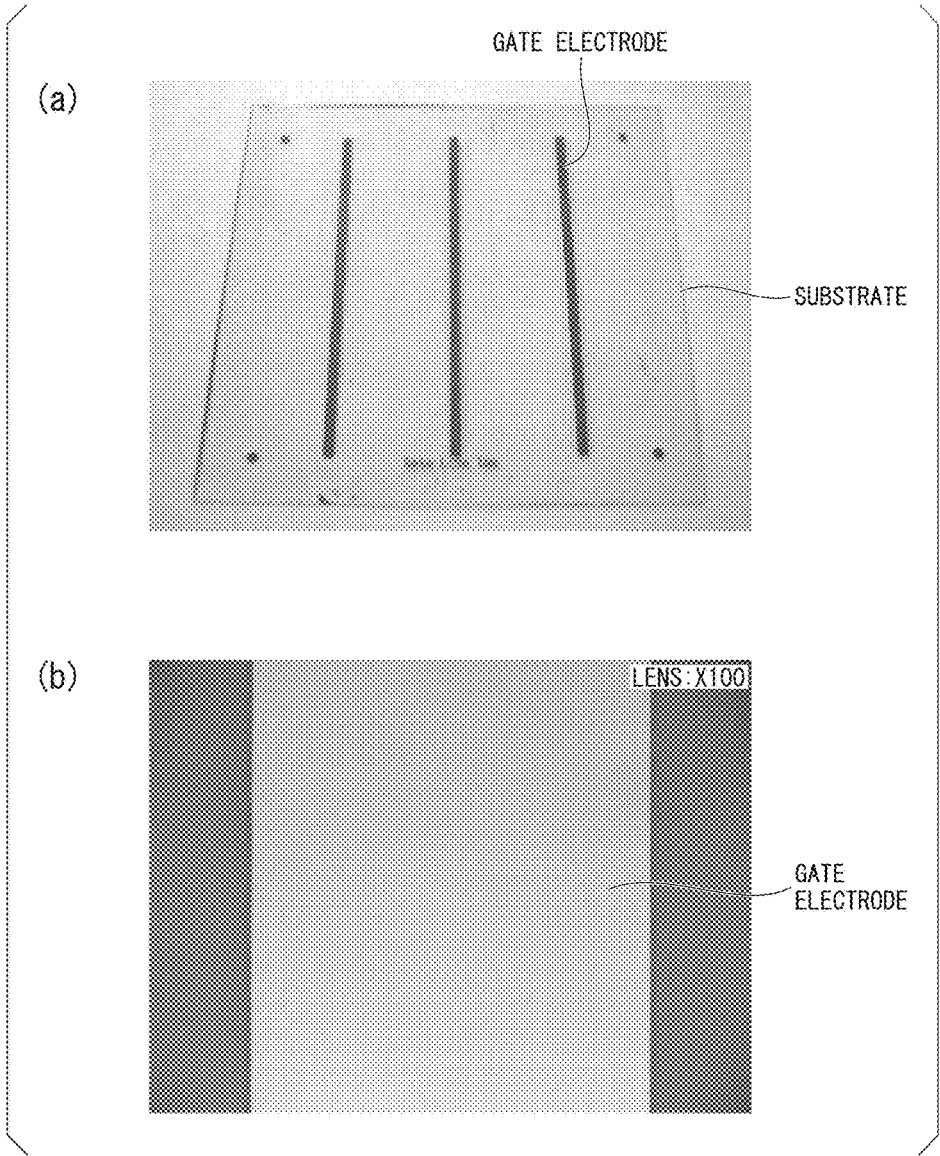 GATE ELECTRODE
(a)
SUBSTRATE
(b)
LENS:X100
GATE
ELECTRODE